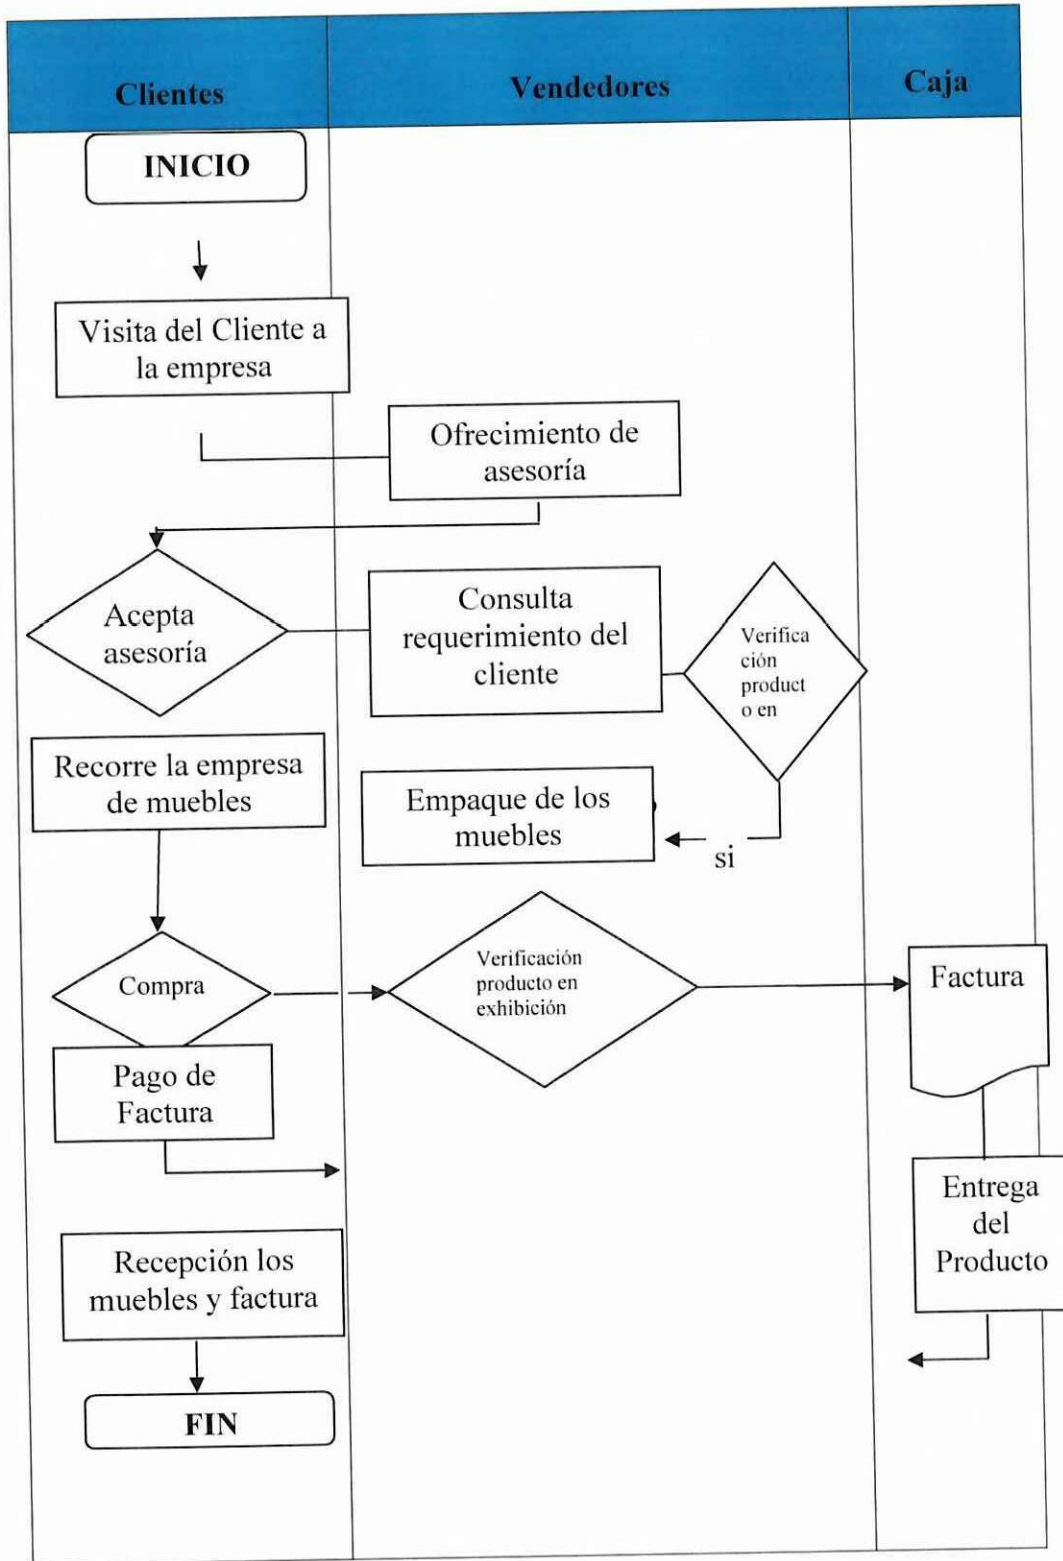 Clientes
Vendedores
Caja
INICIO
Visita del Cliente a
la empresa
Ofrecimiento de
asesoría
Acepta
asesoría
Consulta
requerimiento del
cliente
Verifica
ción
product
o en
Recorre la empresa
de muebles
Empaque de los
muebles
si
Compra
Verificación
producto en
exhibición
Factura
Pago de
Factura
Entrega
del
Producto
Recepción los
muebles y factura
FIN